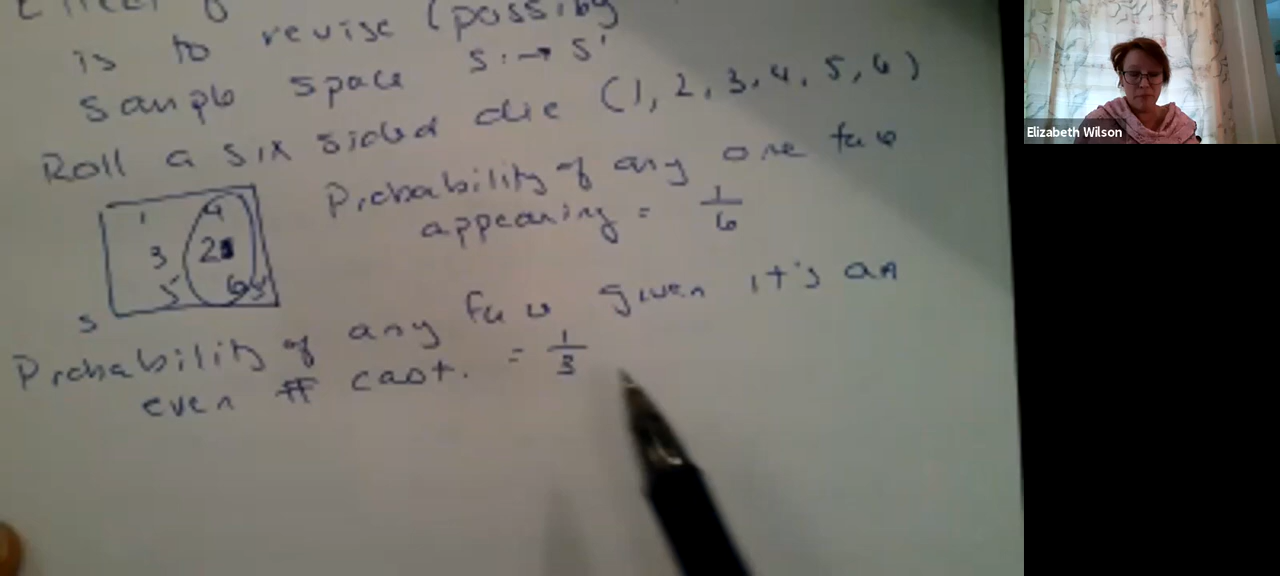 is to revise (possibly
sample space S → S'
Roll a six sided die (1, 2, 3, 4, 5, 6)
Probability of any one face
appearing = 1/6
1 4
3 2
5 6
S
Probability of any face given it's an
even # cast. = 1/3
Elizabeth Wilson